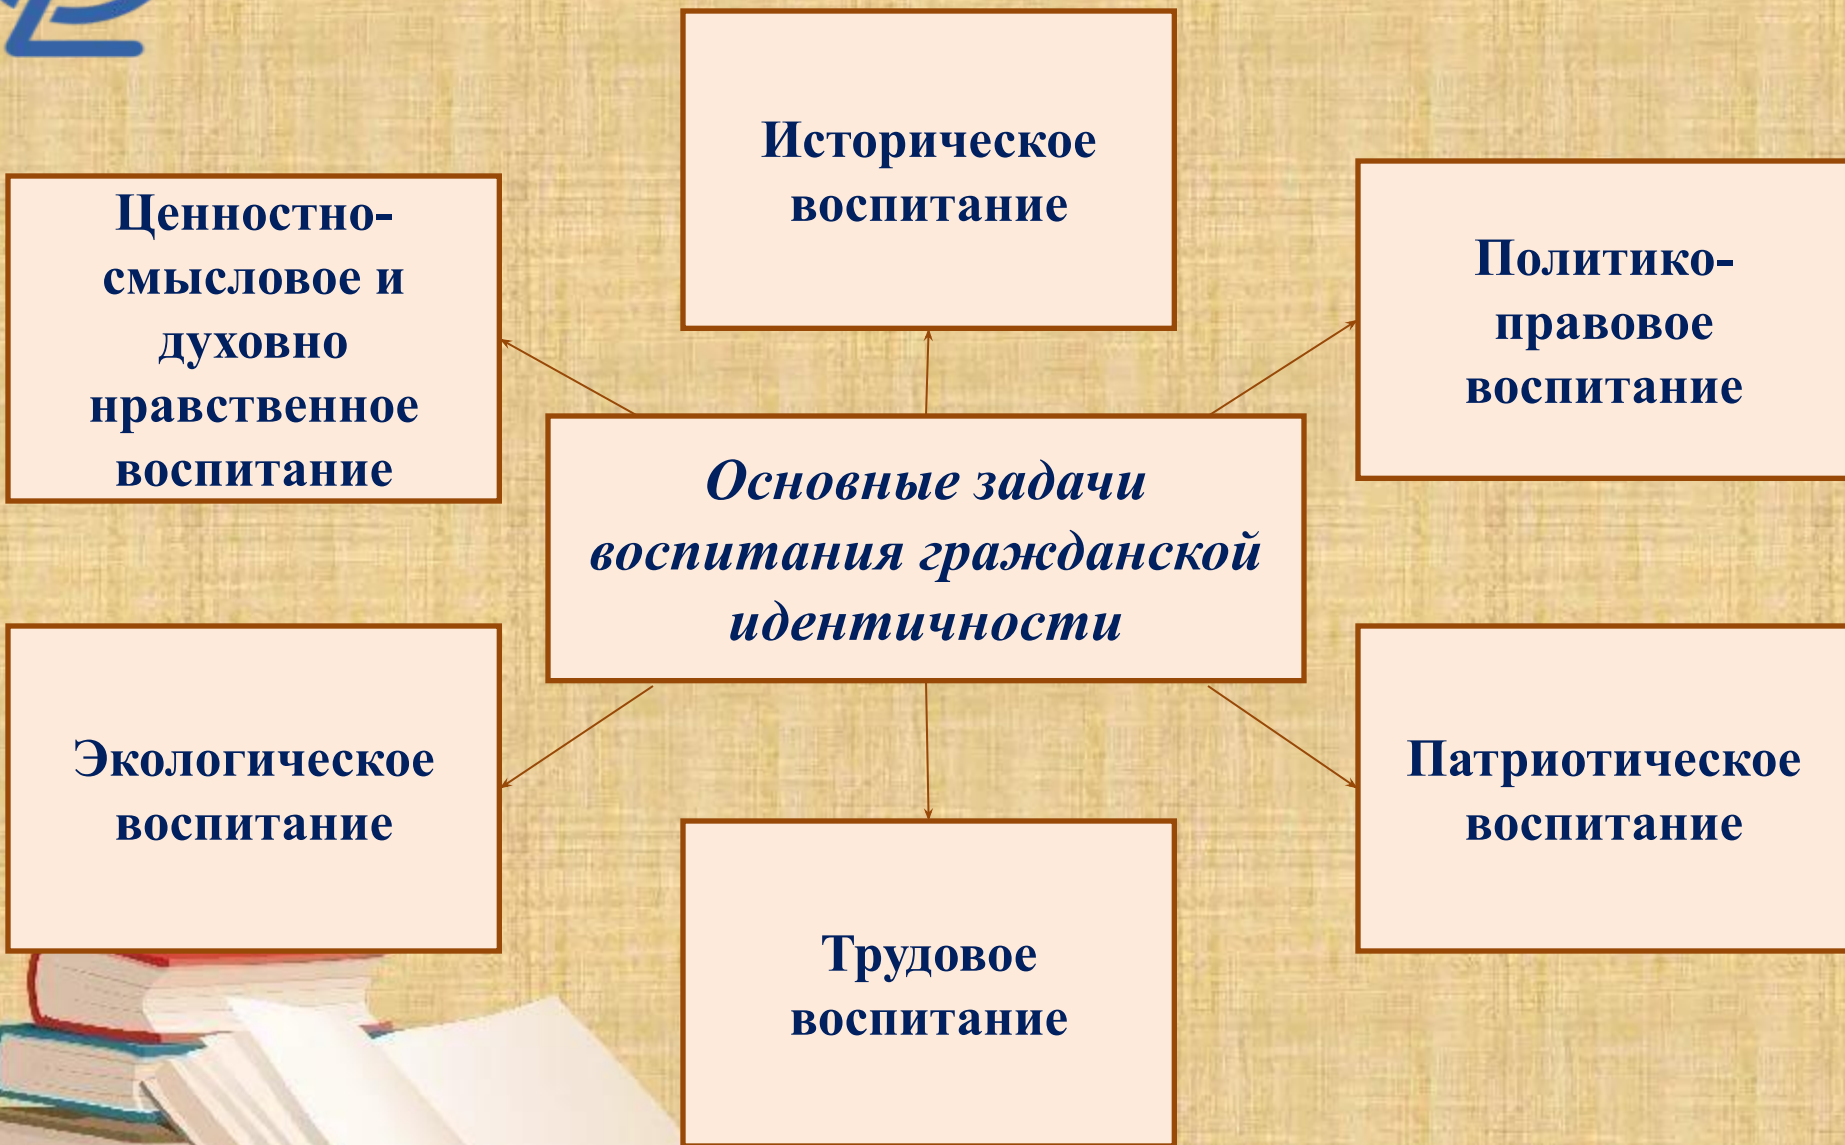 Историческое
воспитание
Ценностно-
смысловое и
духовно
нравственное
воспитание
Политико-
правовое
воспитание
Основные задачи
воспитания гражданской
идентичности
Экологическое
воспитание
Патриотическое
воспитание
Трудовое
воспитание